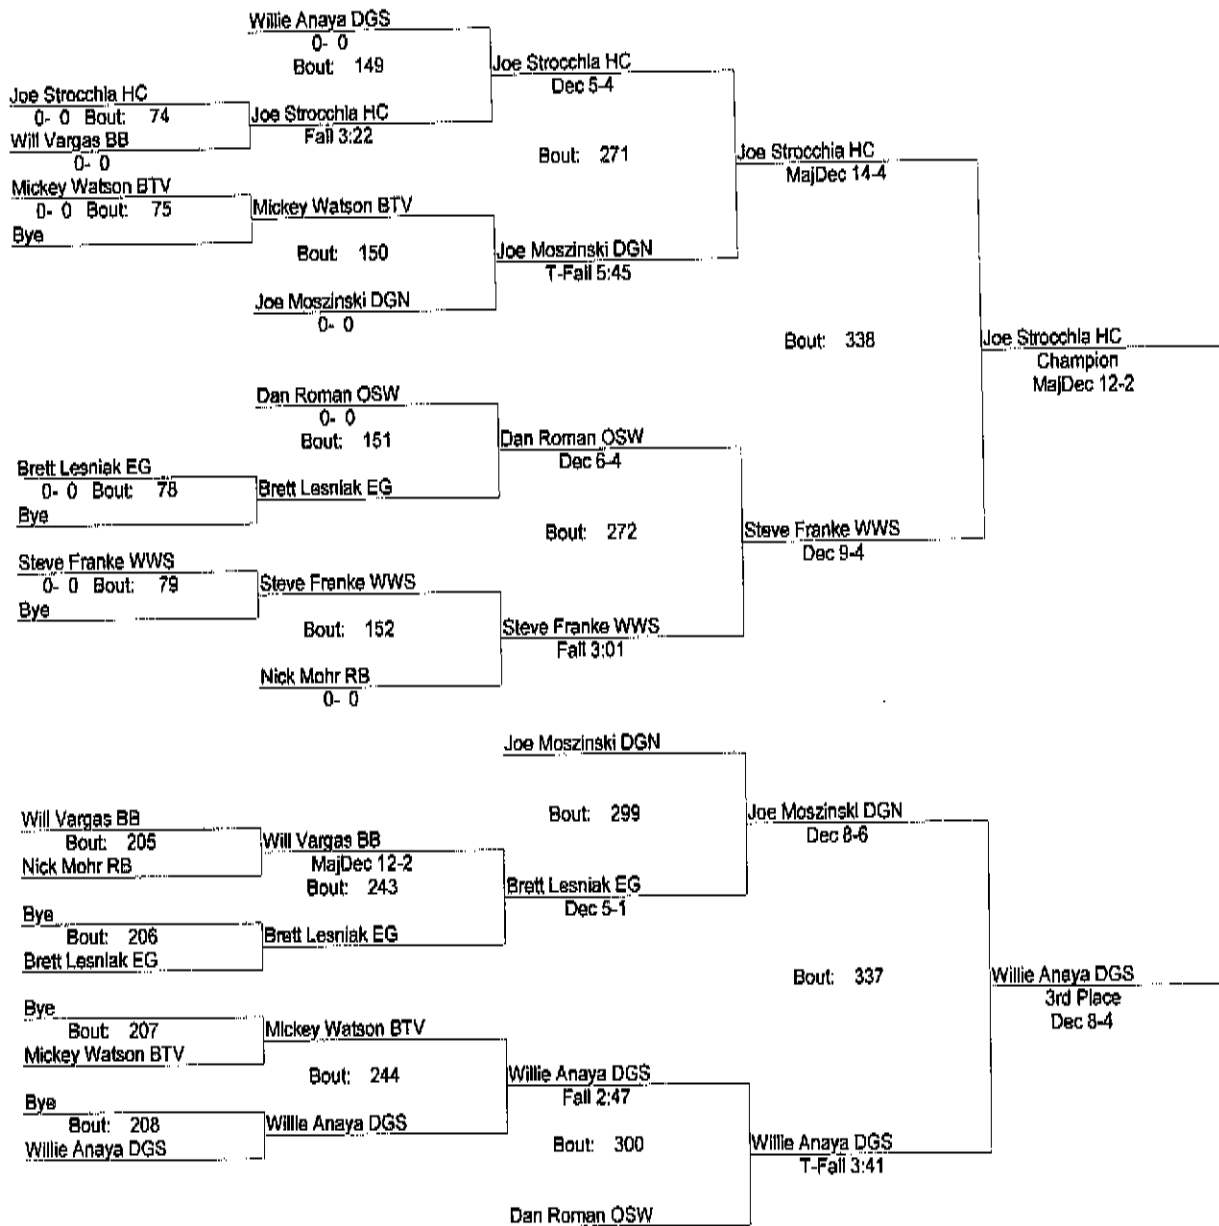 Willie Anaya DGS
0- 0
Bout: 149
Joe Strocchia HC
Dec 5-4
Joe Strocchia HC
0- 0 Bout: 74
Joe Strocchia HC
Fall 3:22
Will Vargas BB
0- 0
Bout: 271
Joe Strocchia HC
MajDec 14-4
Mickey Watson BTV
0- 0 Bout: 75
Mickey Watson BTV
Bye
Bout: 150
Joe Moszinski DGN
T-Fall 5:45
Joe Moszinski DGN
0- 0
Bout: 338
Joe Strocchia HC
Champion
MajDec 12-2
Dan Roman OSW
0- 0
Bout: 151
Dan Roman OSW
Dec 6-4
Brett Lesniak EG
0- 0 Bout: 78
Brett Lesniak EG
Bye
Bout: 272
Steve Franke WWS
Dec 9-4
Steve Franke WWS
0- 0 Bout: 79
Steve Franke WWS
Bye
Bout: 152
Steve Franke WWS
Fall 3:01
Nick Mohr RB
0- 0
Joe Moszinski DGN
Bout: 299
Joe Moszinski DGN
Dec 8-6
Will Vargas BB
Bout: 205
Will Vargas BB
MajDec 12-2
Nick Mohr RB
Bout: 243
Brett Lesniak EG
Dec 5-1
Bye
Bout: 206
Brett Lesniak EG
Brett Lesniak EG
Bout: 337
Willie Anaya DGS
3rd Place
Dec 8-4
Bye
Bout: 207
Mickey Watson BTV
Mickey Watson BTV
Bout: 244
Willie Anaya DGS
Fall 2:47
Bye
Bout: 208
Willie Anaya DGS
Willie Anaya DGS
Bout: 300
Willie Anaya DGS
T-Fall 3:41
Dan Roman OSW